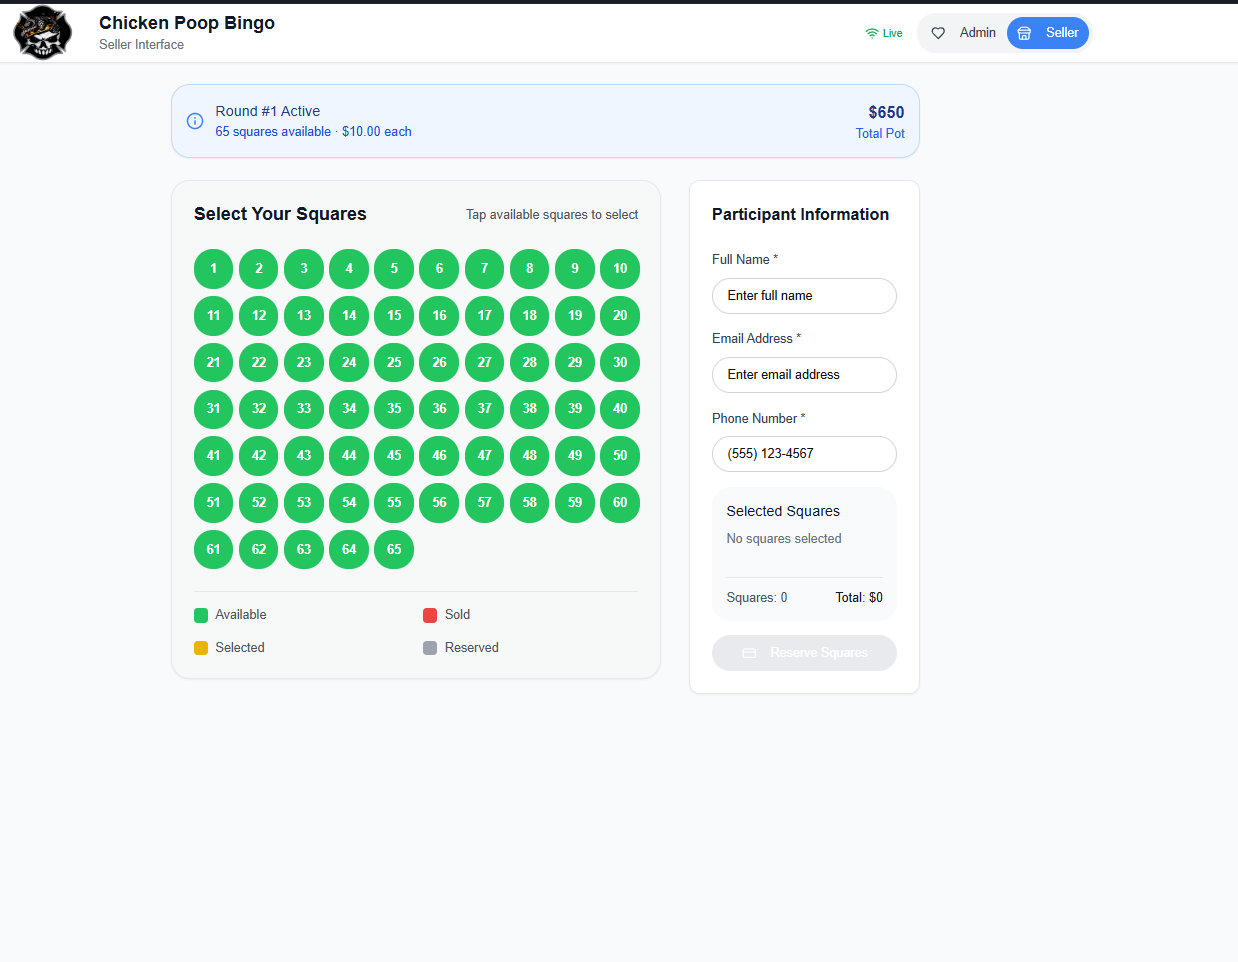 Chicken Poop Bingo
Seller Interface
Live
Admin
Seller
Round #1 Active
65 squares available · $10.00 each
$650
Total Pot
Select Your Squares
Tap available squares to select
1 2 3 4 5 6 7 8 9 10
11 12 13 14 15 16 17 18 19 20
21 22 23 24 25 26 27 28 29 30
31 32 33 34 35 36 37 38 39 40
41 42 43 44 45 46 47 48 49 50
51 52 53 54 55 56 57 58 59 60
61 62 63 64 65
Available
Sold
Selected
Reserved
Participant Information
Full Name *
Enter full name
Email Address *
Enter email address
Phone Number *
(555) 123-4567
Selected Squares
No squares selected
Squares: 0
Total: $0
Reserve Squares